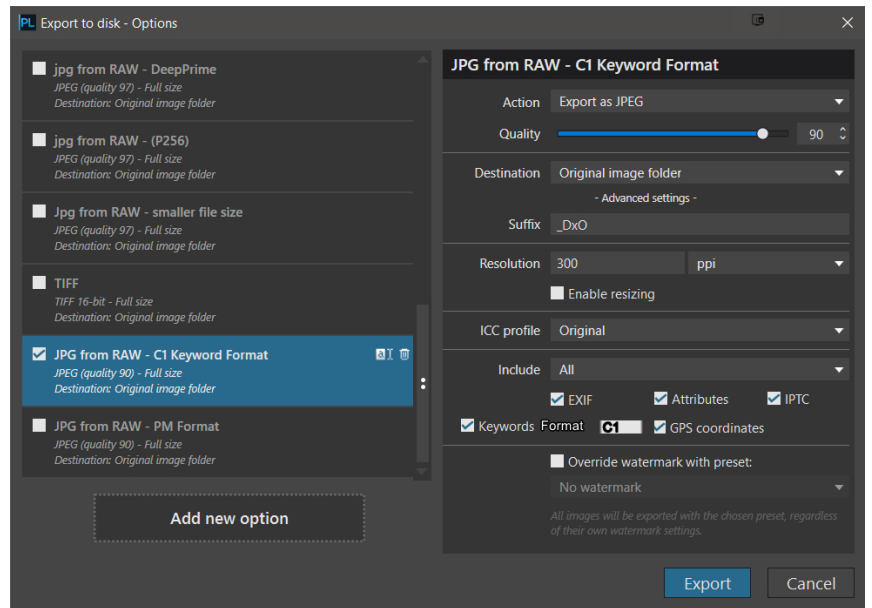 PL Export to disk - Options
jpg from RAW - DeepPrime
JPEG (quality 97) - Full size
Destination: Original image folder
jpg from RAW - (P256)
JPEG (quality 97) - Full size
Destination: Original image folder
Jpg from RAW - smaller file size
JPEG (quality 97) - Full size
Destination: Original image folder
TIFF
TIFF 16-bit - Full size
Destination: Original image folder
JPG from RAW - C1 Keyword Format
JPEG (quality 90) - Full size
Destination: Original image folder
JPG from RAW - PM Format
JPEG (quality 90) - Full size
Destination: Original image folder
Add new option
JPG from RAW - C1 Keyword Format
Action Export as JPEG
Quality 90
Destination Original image folder
- Advanced settings -
Suffix _DxO
Resolution 300 ppi
Enable resizing
ICC profile Original
Include All
EXIF Attributes IPTC
Keywords Format C1 GPS coordinates
Override watermark with preset:
No watermark
All images will be exported with the chosen preset, regardless
of their own watermark settings.
Export Cancel